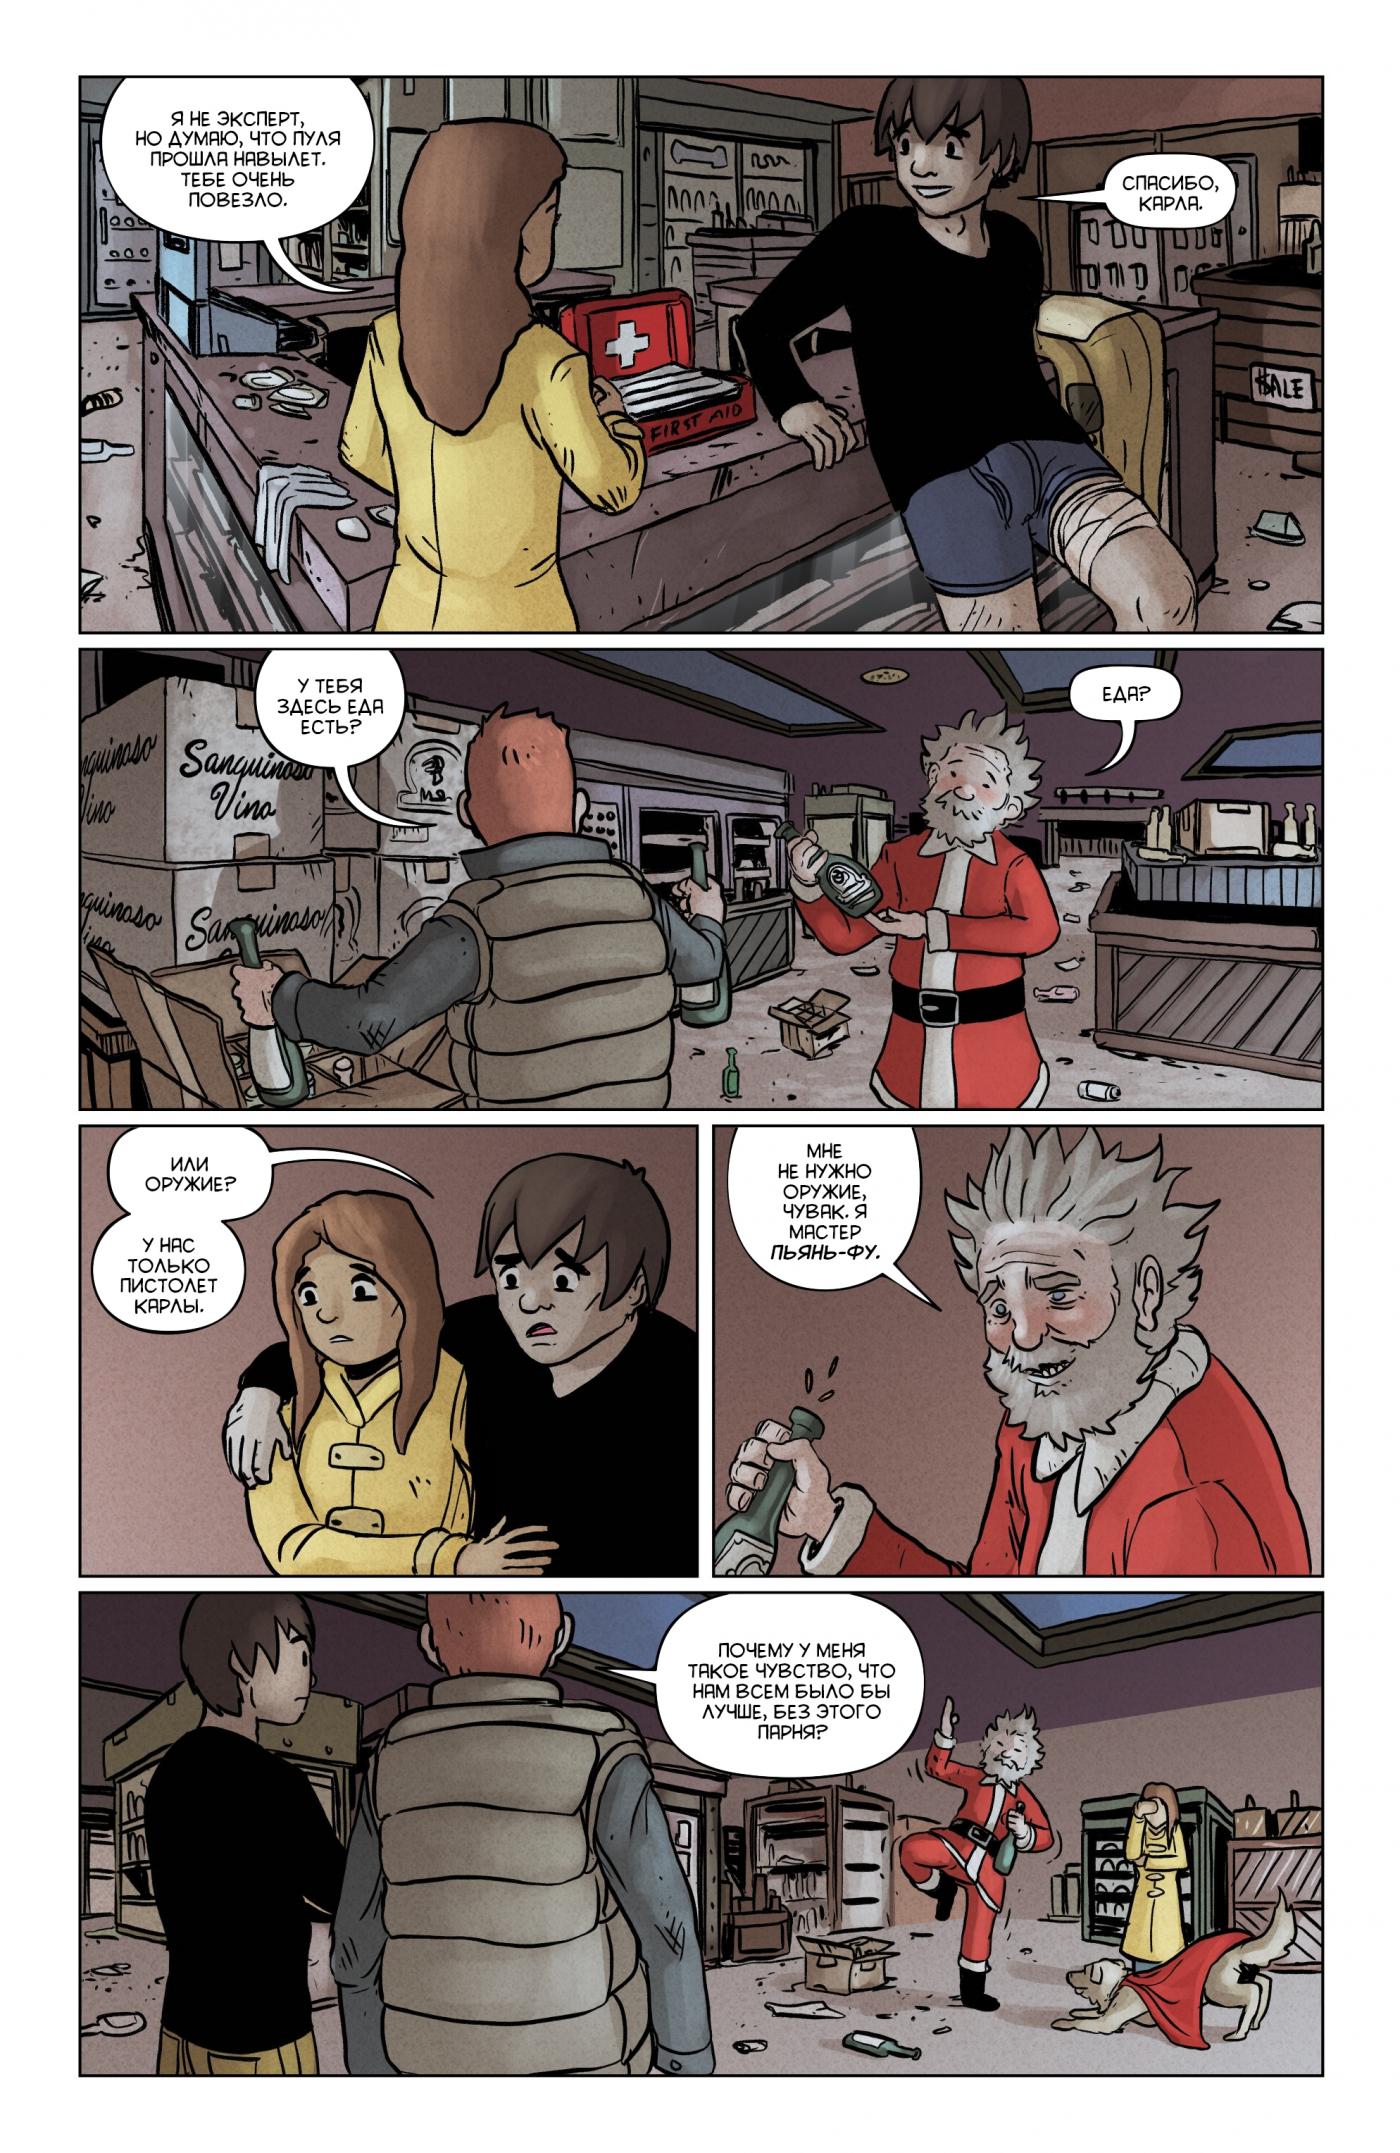 Я НЕ ЭКСПЕРТ,
НО ДУМАЮ, ЧТО ПУЛЯ
ПРОШЛА НАВЫЛЕТ.
ТЕБЕ ОЧЕНЬ
ПОВЕЗЛО.
СПАСИБО,
КАРЛА.
FIRST AID
SALE
У ТЕБЯ
ЗДЕСЬ ЕДА
ЕСТЬ?
ЕДА?
Sanguinoso
Vino
Sanguinoso
Vino
ИЛИ
ОРУЖИЕ?
У НАС
ТОЛЬКО
ПИСТОЛЕТ
КАРЛЫ.
МНЕ
НЕ НУЖНО
ОРУЖИЕ,
ЧУВАК. Я
МАСТЕР
ПЬЯНЬ-ФУ.
ПОЧЕМУ У МЕНЯ
ТАКОЕ ЧУВСТВО, ЧТО
НАМ ВСЕМ БЫЛО БЫ
ЛУЧШЕ, БЕЗ ЭТОГО
ПАРНЯ?